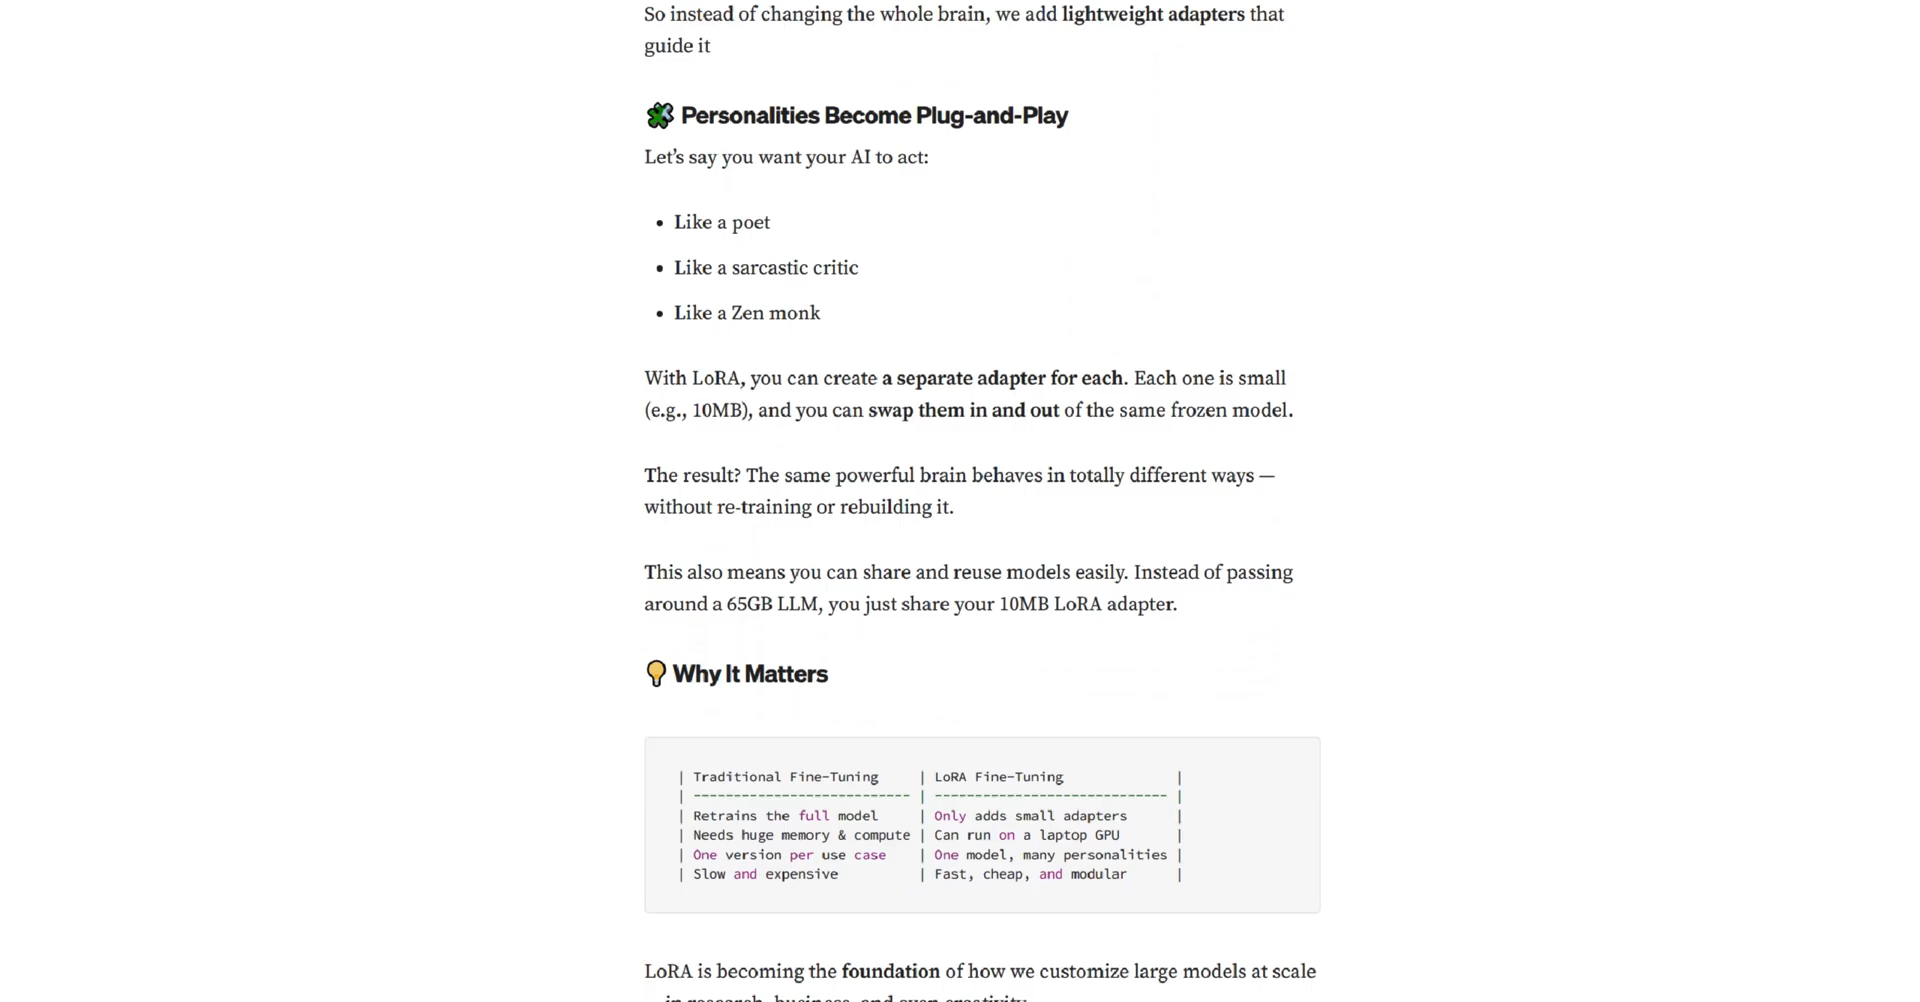 So instead of changing the whole brain, we add lightweight adapters that
guide it
Personalities Become Plug-and-Play
Let’s say you want your AI to act:
• Like a poet
• Like a sarcastic critic
• Like a Zen monk
With LoRA, you can create a separate adapter for each. Each one is small
(e.g., 10MB), and you can swap them in and out of the same frozen model.
The result? The same powerful brain behaves in totally different ways —
without re-training or rebuilding it.
This also means you can share and reuse models easily. Instead of passing
around a 65GB LLM, you just share your 10MB LoRA adapter.
Why It Matters
| Traditional Fine-Tuning | LoRA Fine-Tuning |
| --------------------------- | ----------------------------- |
| Retrains the full model | Only adds small adapters |
| Needs huge memory & compute | Can run on a laptop GPU |
| One version per use case | One model, many personalities |
| Slow and expensive | Fast, cheap, and modular |
LoRA is becoming the foundation of how we customize large models at scale
in research, business, and even creativity.